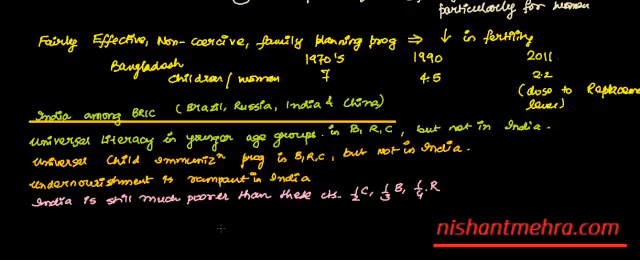 particularly for women
Fairly Effective, Non-coercive, family planning prog ⇒ ↓ in fertility
Bangladesh 1970's 1990 2011
children/women 7 4.5 2.2
(close to Replacement level)
India among BRIC (Brazil, Russia, India & China)
Universal Literacy in younger age groups in B, R, C, but not in India.
Universal Child Immunizⁿ prog in B, R, C, but not in India.
Undernourishment is rampant in India
India is still much poorer than these cts. ½C, ⅓B, ¼R
nishantmehra.com